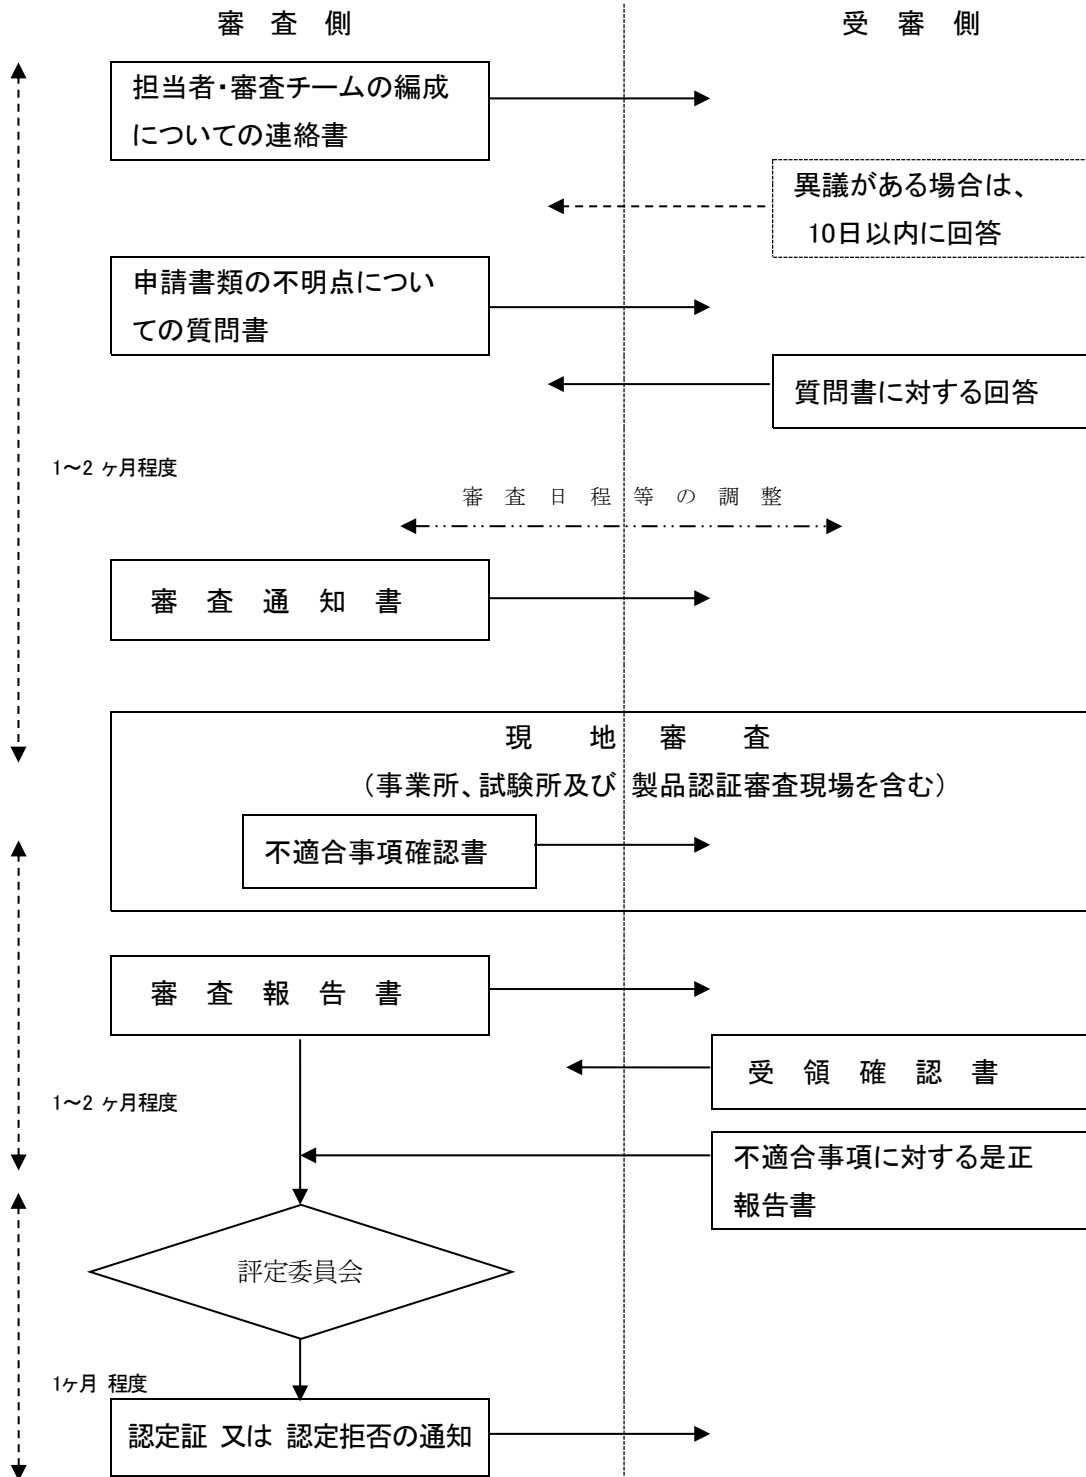 審査側
受審側
担当者・審査チームの編成
についての連絡書
異議がある場合は、
10日以内に回答
申請書類の不明点につい
ての質問書
質問書に対する回答
1～2 ヶ月程度
審査日程等の調整
審査通知書
現地審査
（事業所、試験所及び 製品認証審査現場を含む）
不適合事項確認書
審査報告書
受領確認書
1～2 ヶ月程度
不適合事項に対する是正
報告書
評定委員会
1ヶ月 程度
認定証 又は 認定拒否の通知